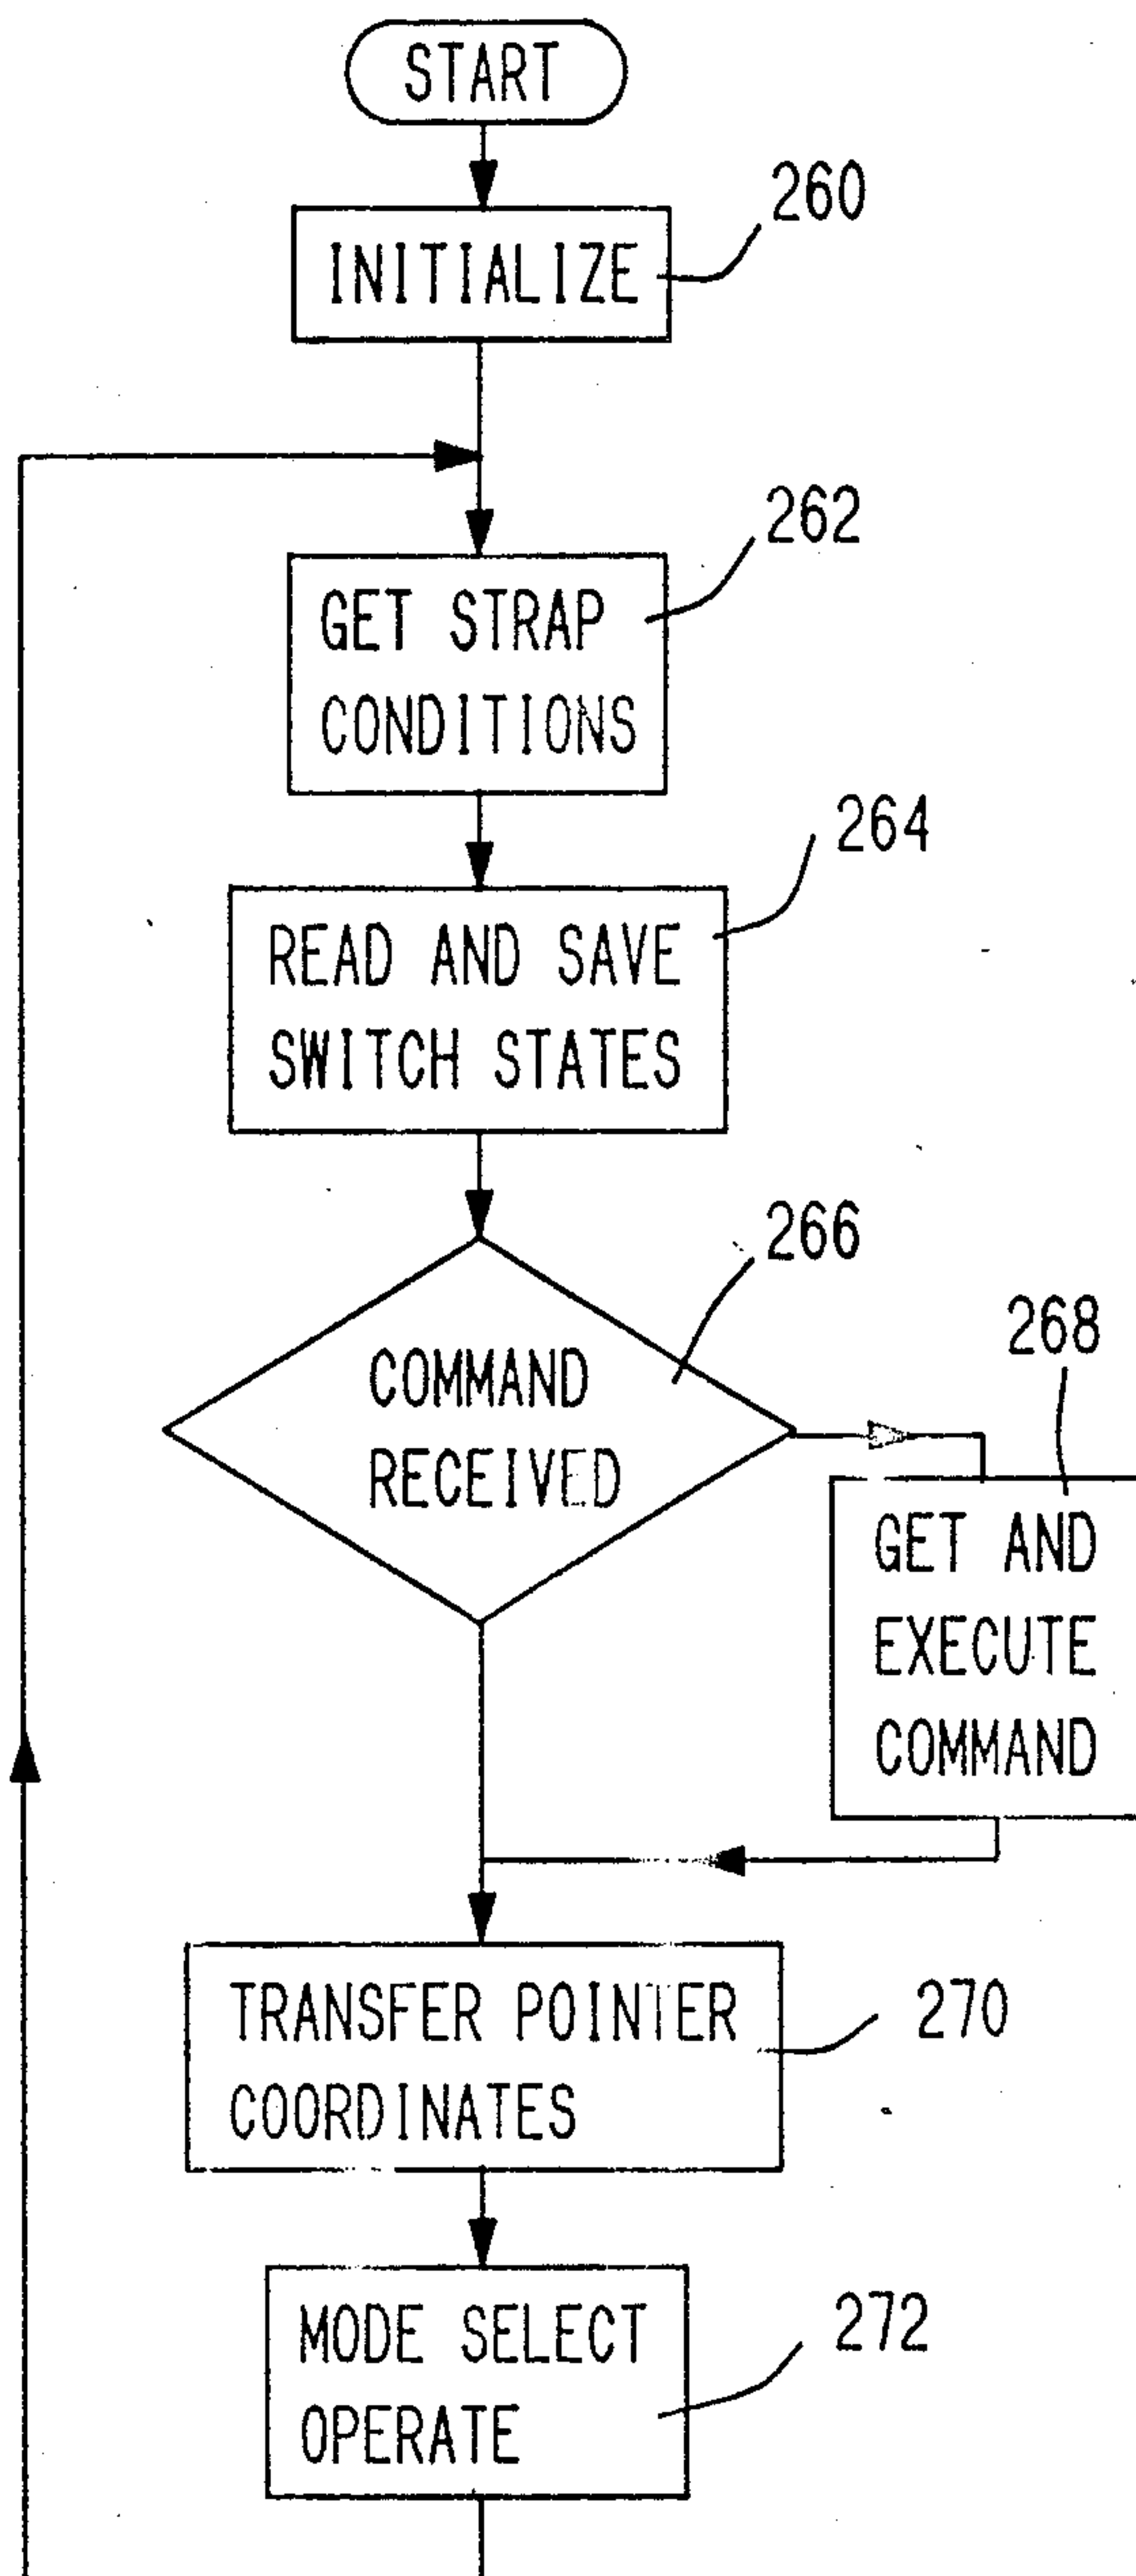 START
260
INITIALIZE
262
GET STRAP
CONDITIONS
264
READ AND SAVE
SWITCH STATES
266
COMMAND
RECEIVED
268
GET AND
EXECUTE
COMMAND
TRANSFER POINTER
COORDINATES
270
MODE SELECT
OPERATE
272